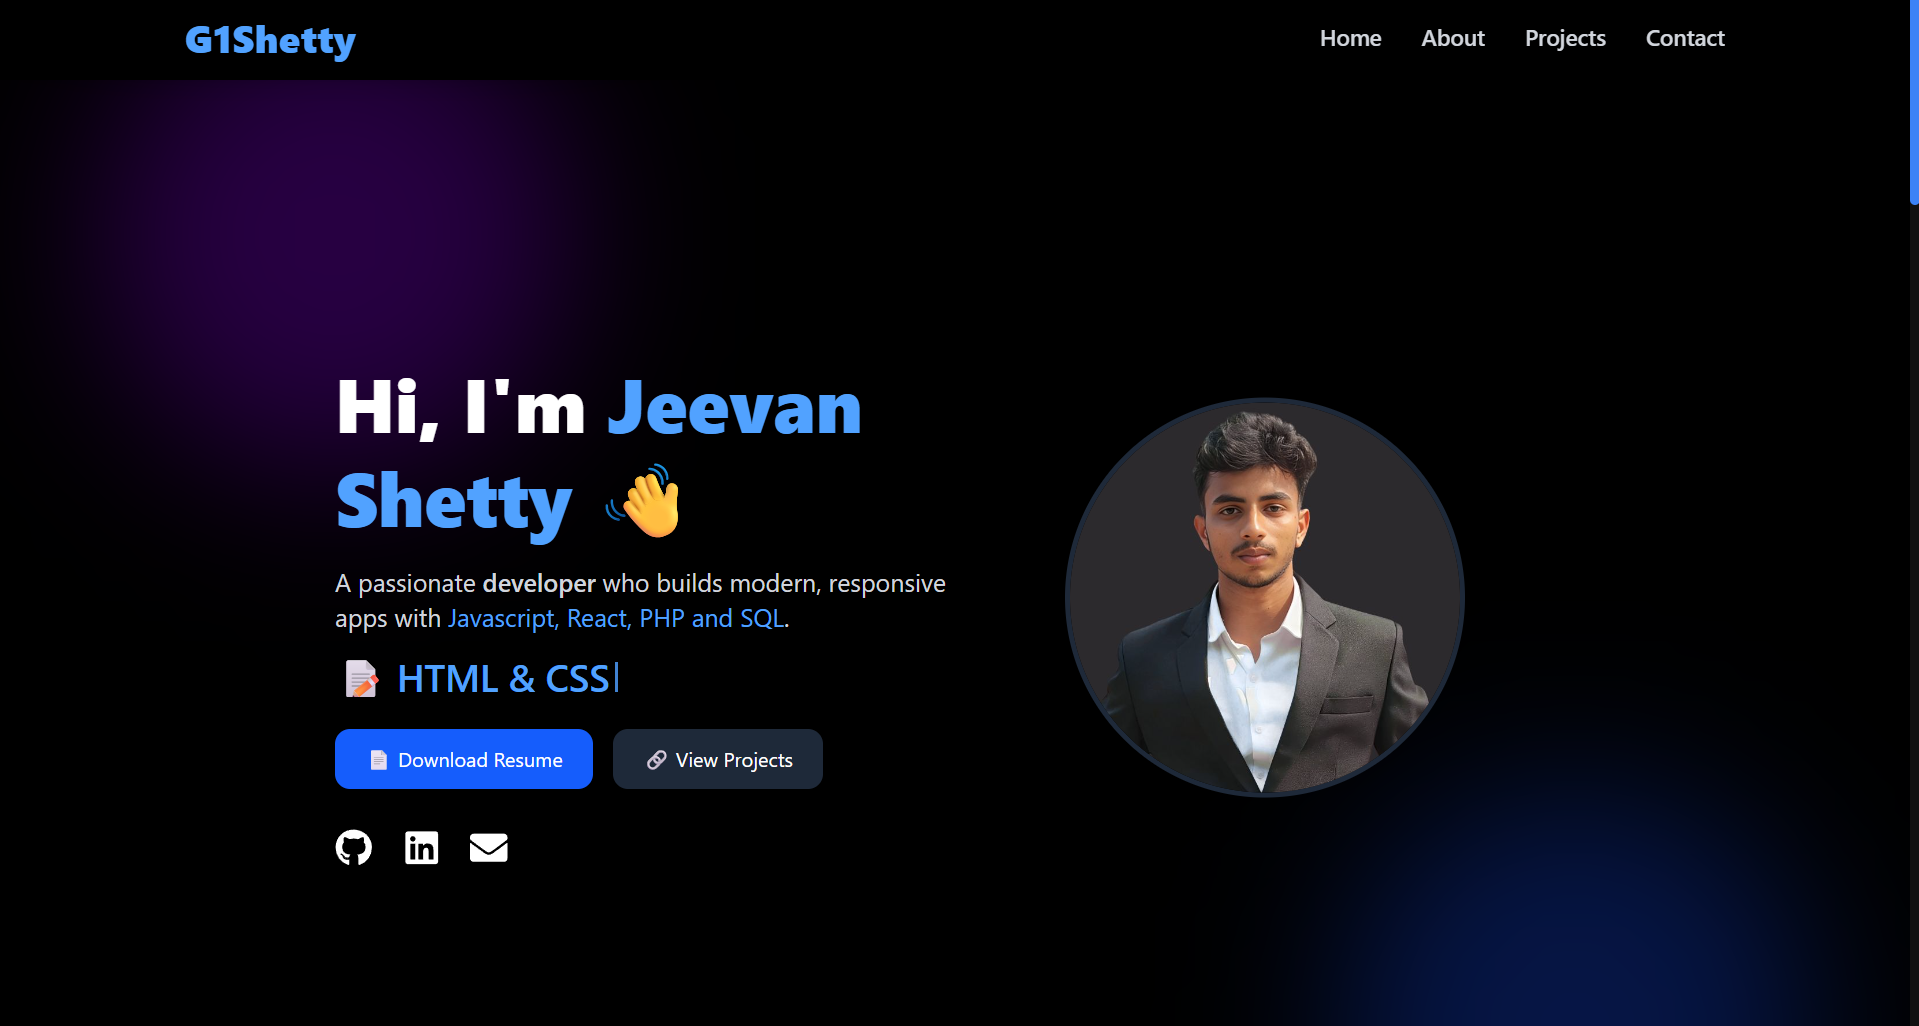 G1Shetty
Home About Projects Contact
Hi, I'm Jeevan
Shetty 👋
A passionate developer who builds modern, responsive
apps with Javascript, React, PHP and SQL.
📝 HTML & CSS|
📄 Download Resume 🔗 View Projects